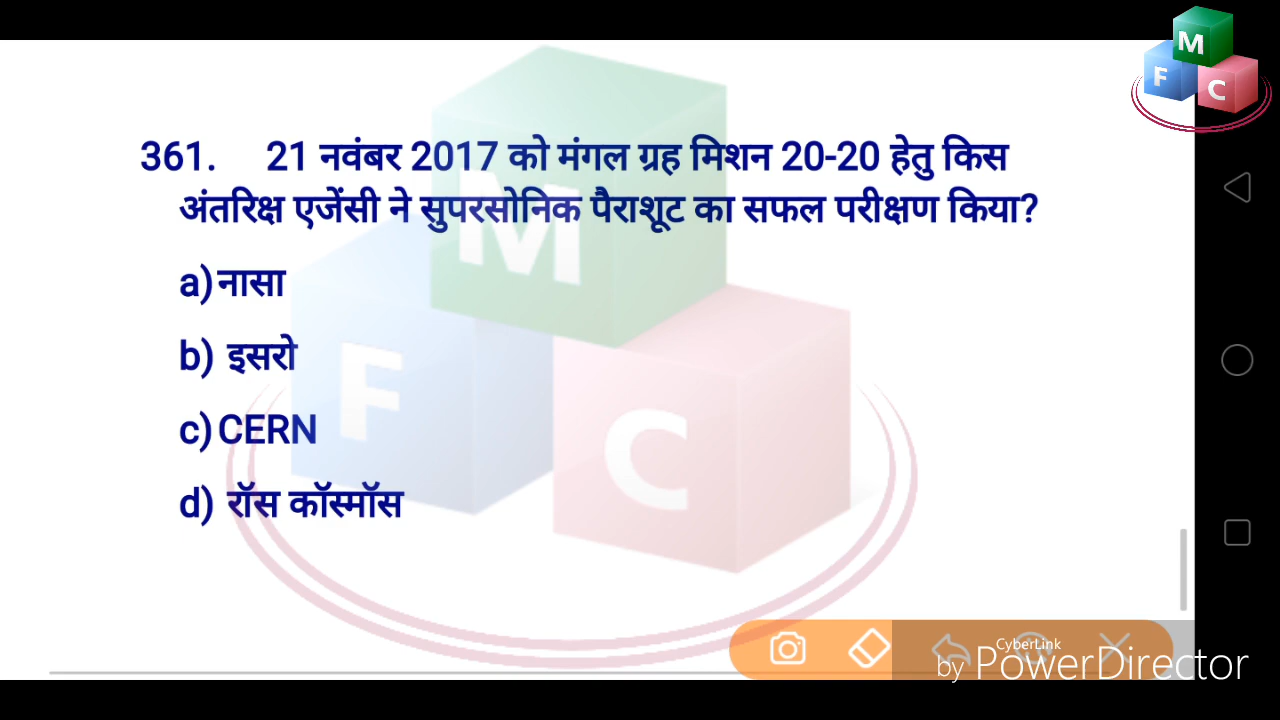 M
F C
361. 21 नवंबर 2017 को मंगल ग्रह मिशन 20-20 हेतु किस
अंतरिक्ष एजेंसी ने सुपरसोनिक पैराशूट का सफल परीक्षण किया?
a) नासा
b) इसरो
c) CERN
d) रॉस कॉस्मॉस
M
F
C
CyberLink
by PowerDirector